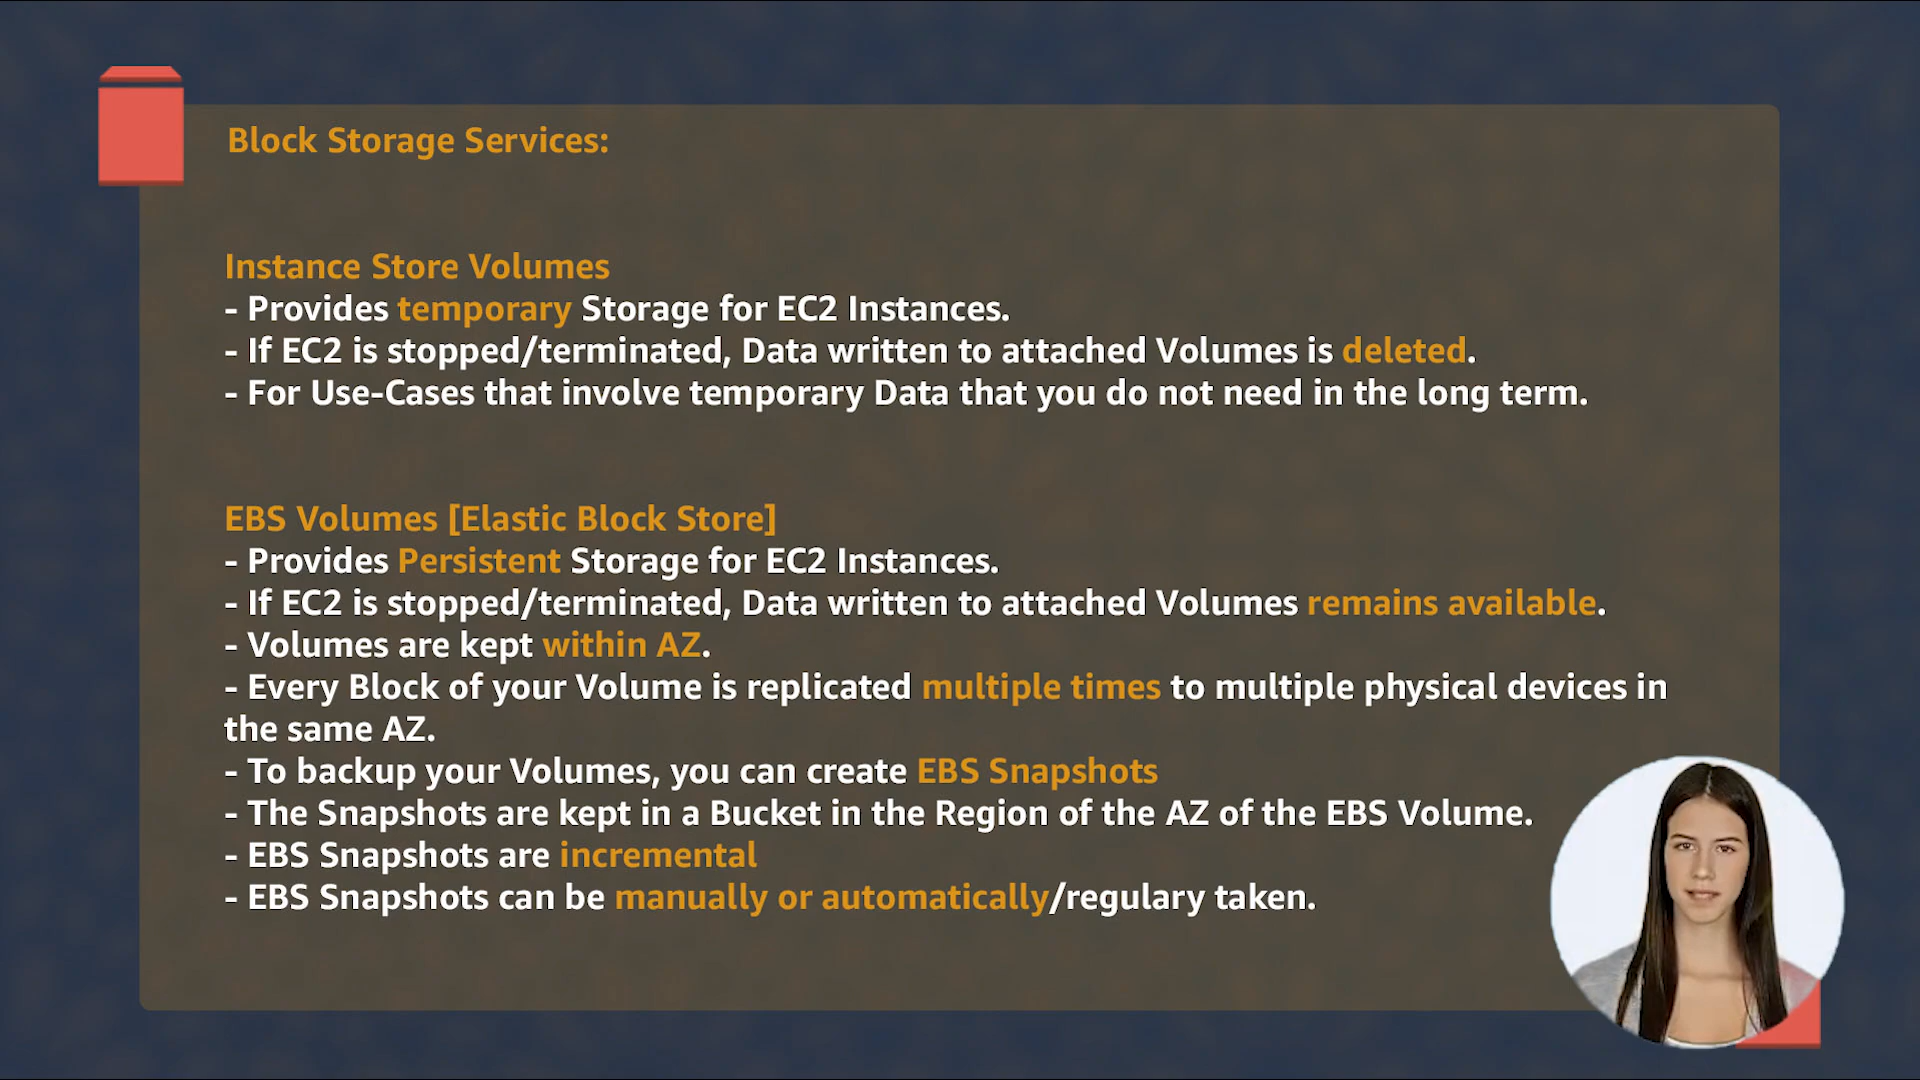 Block Storage Services:
Instance Store Volumes
- Provides temporary Storage for EC2 Instances.
- If EC2 is stopped/terminated, Data written to attached Volumes is deleted.
- For Use-Cases that involve temporary Data that you do not need in the long term.
EBS Volumes [Elastic Block Store]
- Provides Persistent Storage for EC2 Instances.
- If EC2 is stopped/terminated, Data written to attached Volumes remains available.
- Volumes are kept within AZ.
- Every Block of your Volume is replicated multiple times to multiple physical devices in
the same AZ.
- To backup your Volumes, you can create EBS Snapshots
- The Snapshots are kept in a Bucket in the Region of the AZ of the EBS Volume.
- EBS Snapshots are incremental
- EBS Snapshots can be manually or automatically/regulary taken.